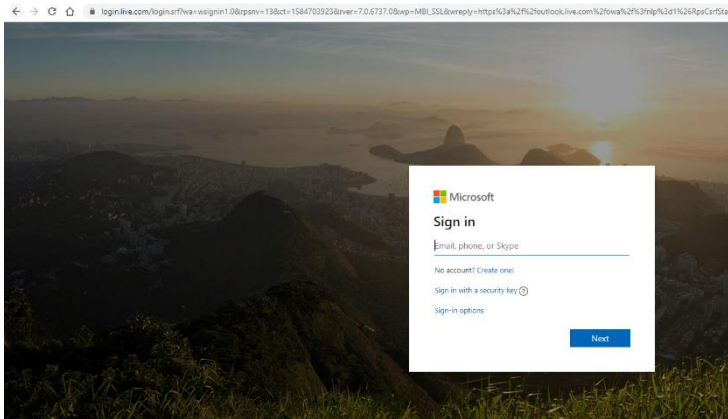 login.live.com/login.srf?wa=wsignin1.0&rpsnv=13&ct=1584703923&rver=7.0.6737.0&wp=MBI_SSL&wreply=https%3a%2f%2foutlook.live.com%2fowa%2f%3fnlp%3d1%26RpsCsrfSta
Microsoft
Sign in
Email, phone, or Skype
No account? Create one!
Sign in with a security key
Sign-in options
Next